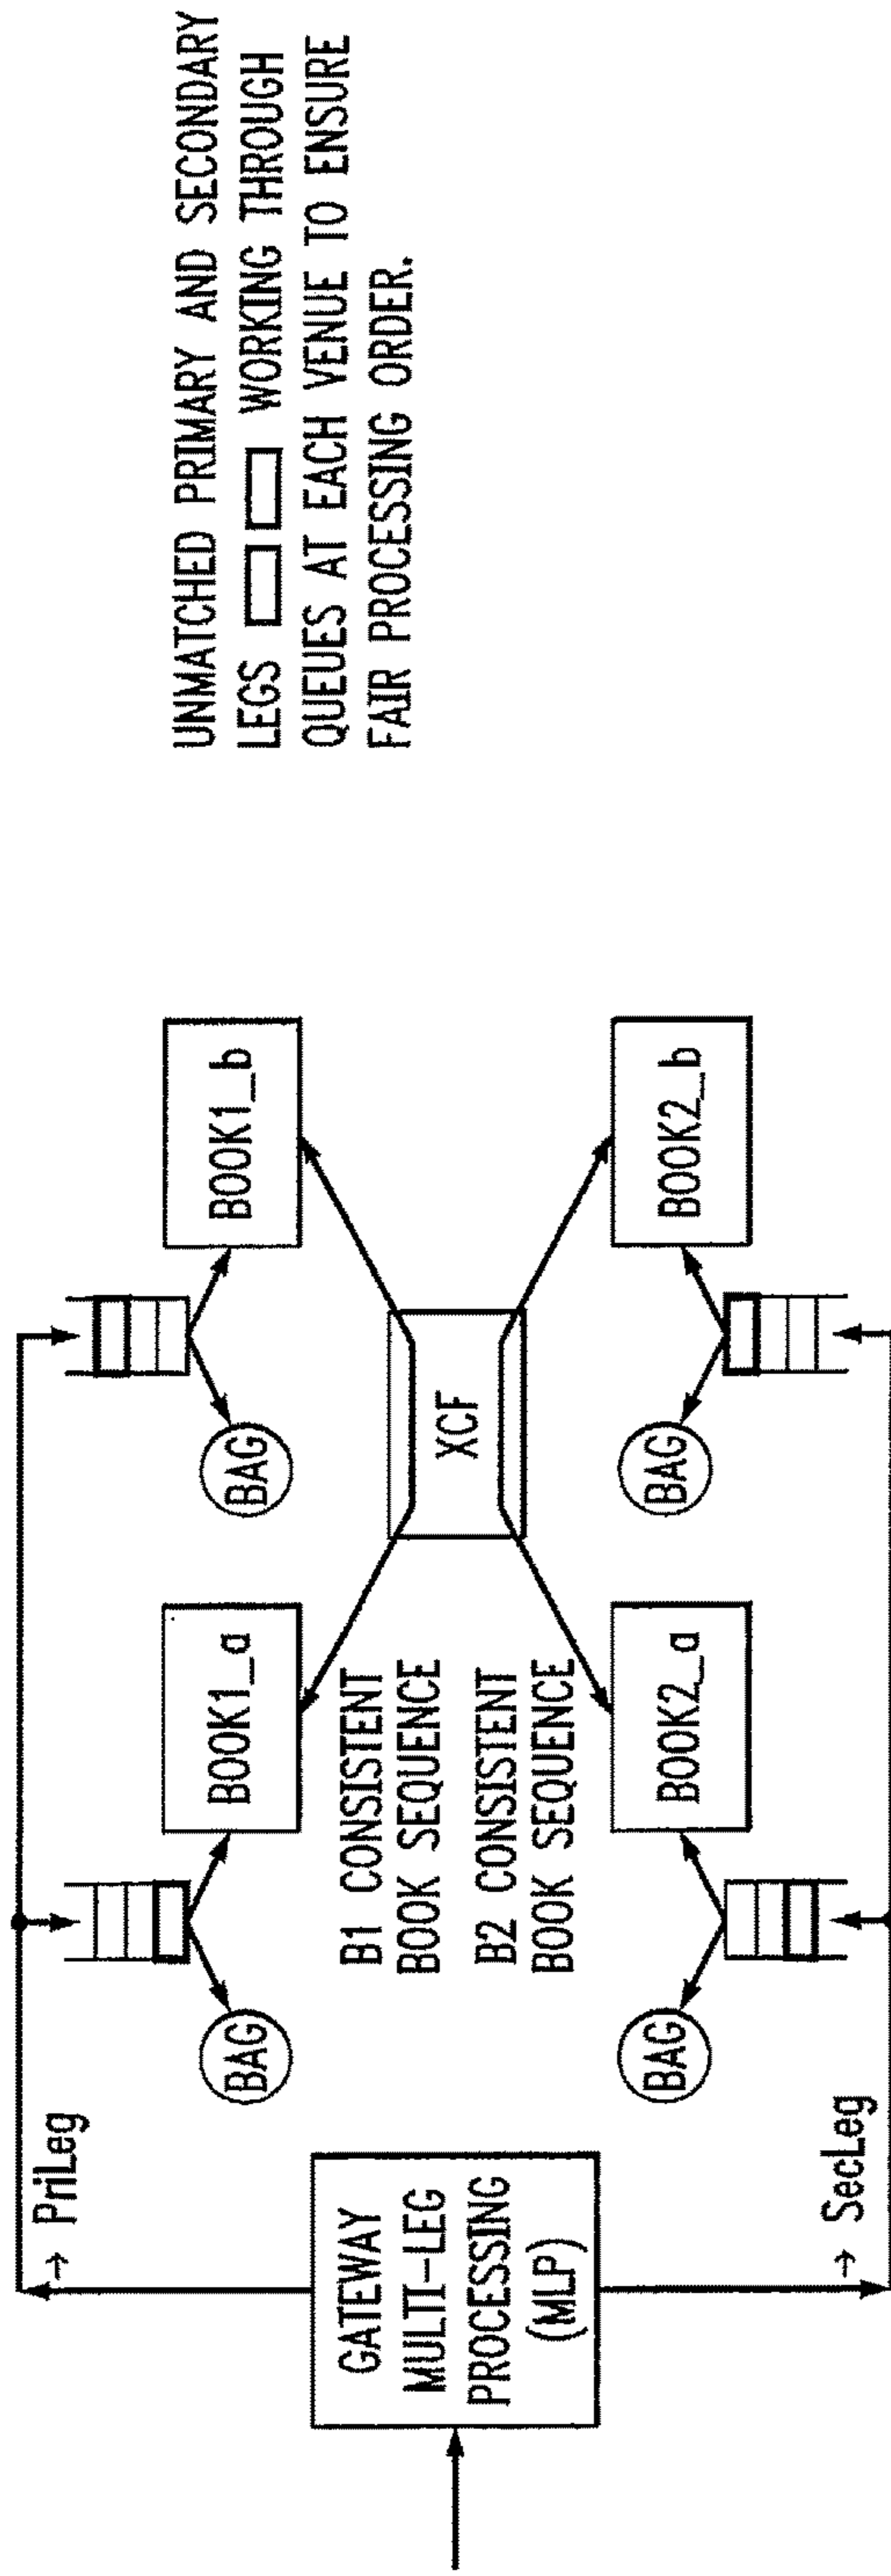 → PriLeg
GATEWAY
MULTI-LEG
PROCESSING
(MLP)
→ SecLeg
BAG
BOOK1_a
BAG
BOOK1_b
B1 CONSISTENT
BOOK SEQUENCE
B2 CONSISTENT
BOOK SEQUENCE
XCF
BAG
BOOK2_a
BAG
BOOK2_b
UNMATCHED PRIMARY AND SECONDARY
LEGS WORKING THROUGH
QUEUES AT EACH VENUE TO ENSURE
FAIR PROCESSING ORDER.